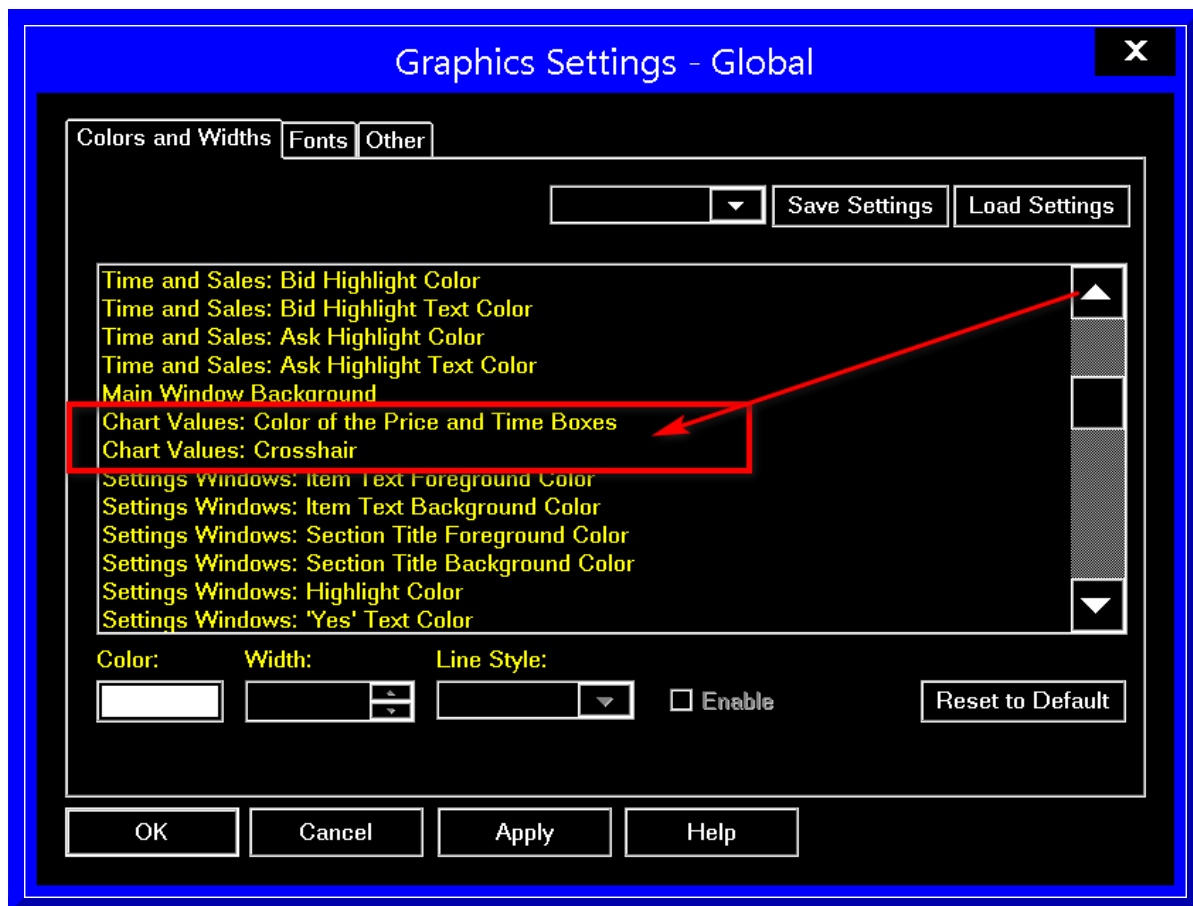 Graphics Settings - Global
X
Colors and Widths
Fonts
Other
Save Settings
Load Settings
Time and Sales: Bid Highlight Color
Time and Sales: Bid Highlight Text Color
Time and Sales: Ask Highlight Color
Time and Sales: Ask Highlight Text Color
Main Window Background
Chart Values: Color of the Price and Time Boxes
Chart Values: Crosshair
Settings Windows: Item Text Foreground Color
Settings Windows: Item Text Background Color
Settings Windows: Section Title Foreground Color
Settings Windows: Section Title Background Color
Settings Windows: Highlight Color
Settings Windows: 'Yes' Text Color
Color:
Width:
Line Style:
Enable
Reset to Default
OK
Cancel
Apply
Help